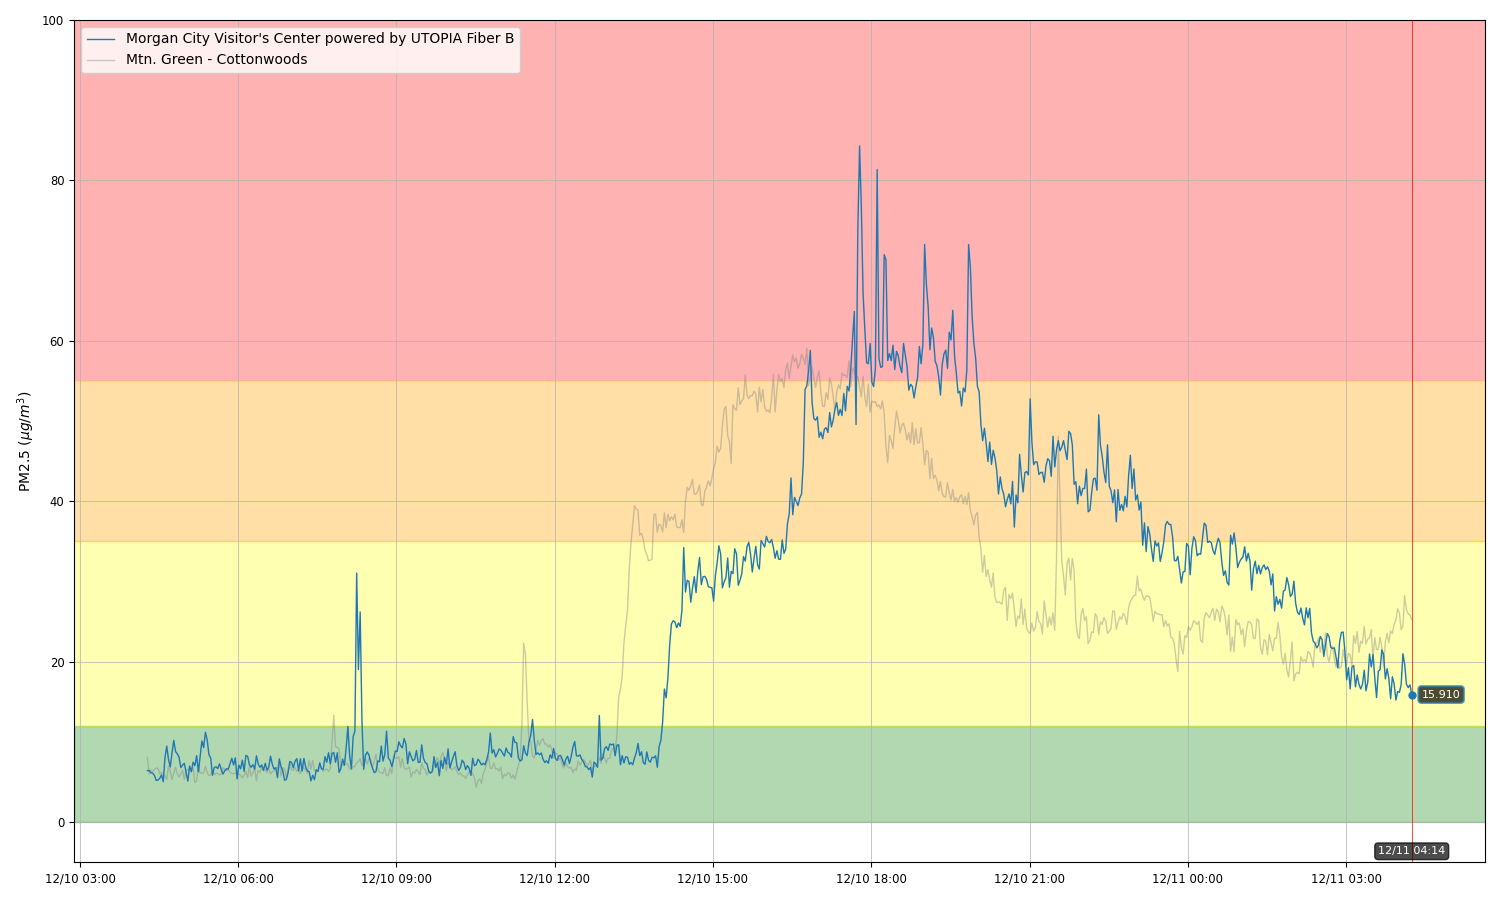 100
80
60
40
20
0
PM2.5 (μg/m³)
Morgan City Visitor's Center powered by UTOPIA Fiber B
Mtn. Green - Cottonwoods
15.910
12/11 04:14
12/10 03:00 12/10 06:00 12/10 09:00 12/10 12:00 12/10 15:00 12/10 18:00 12/10 21:00 12/11 00:00 12/11 03:00